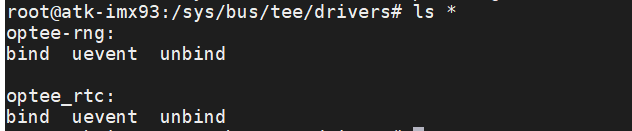 root@atk-imx93:/sys/bus/tee/drivers# ls *
optee-rng:
bind  uevent  unbind

optee_rtc:
bind  uevent  unbind